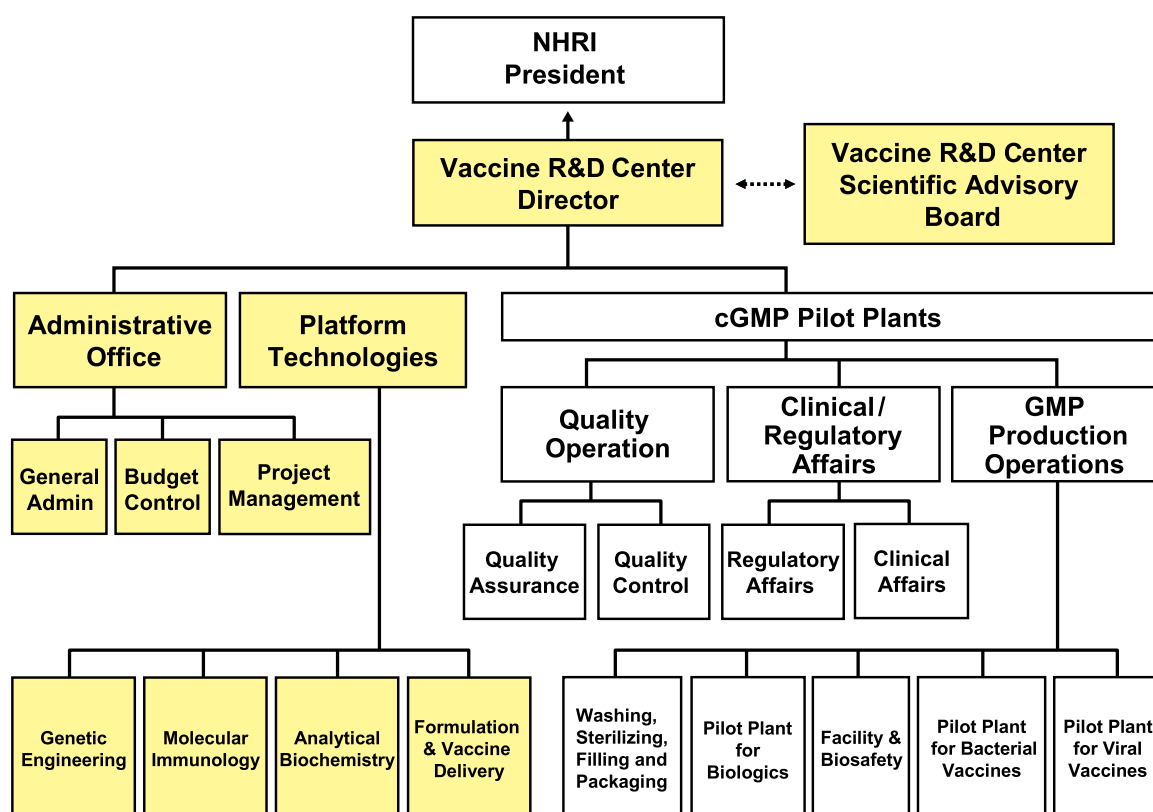 NHRI
President
Vaccine R&D Center
Director
Vaccine R&D Center
Scientific Advisory
Board
Administrative
Office
Platform
Technologies
cGMP Pilot Plants
General
Admin
Budget
Control
Project
Management
Quality
Operation
Clinical/
Regulatory
Affairs
GMP
Production
Operations
Quality
Assurance
Quality
Control
Regulatory
Affairs
Clinical
Affairs
Genetic
Engineering
Molecular
Immunology
Analytical
Biochemistry
Formulation
& Vaccine
Delivery
Washing,
Sterilizing,
Filling and
Packaging
Pilot Plant
for
Biologics
Facility &
Biosafety
Pilot Plant
for Bacterial
Vaccines
Pilot Plant
for Viral
Vaccines